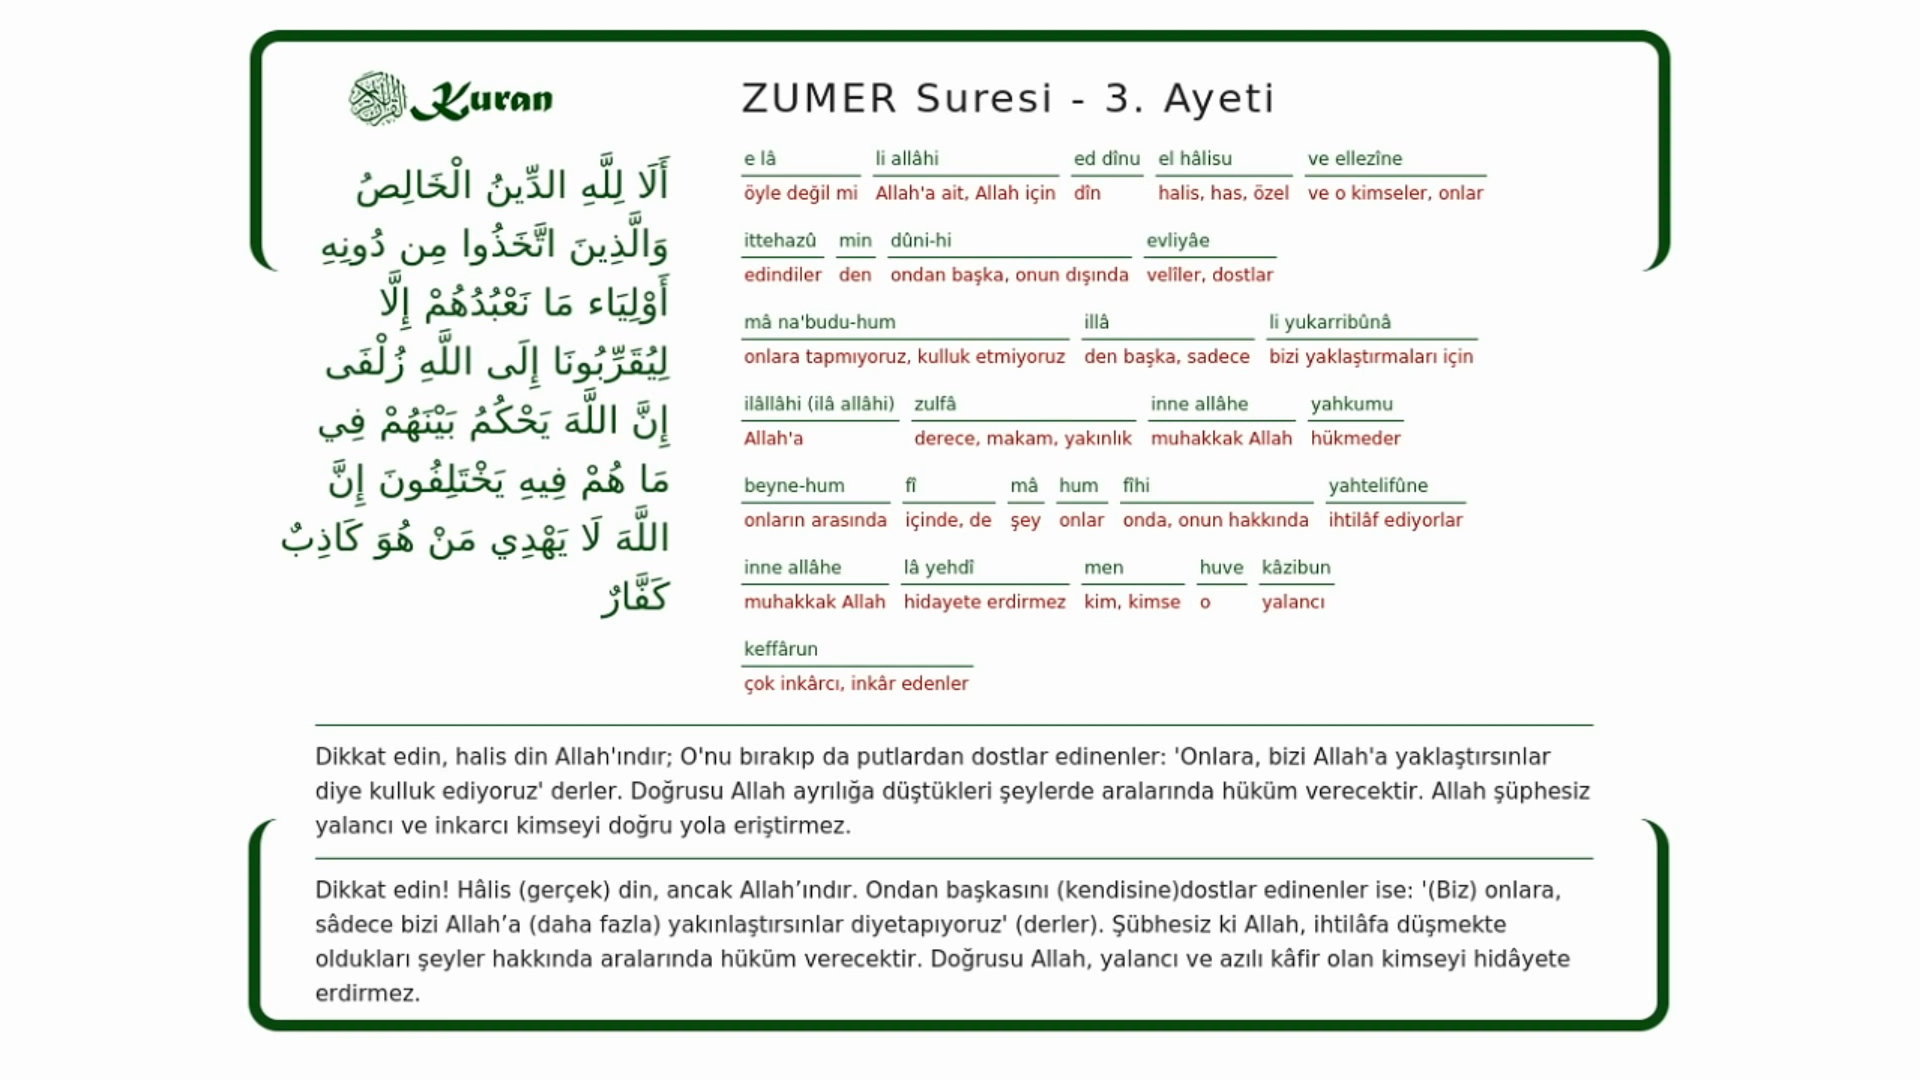 Kuran
ZUMER Suresi - 3. Ayeti
أَلَا لِلَّهِ الدِّينُ الْخَالِصُ
وَالَّذِينَ اتَّخَذُوا مِن دُونِهِ
أَوْلِيَاء مَا نَعْبُدُهُمْ إِلَّا
لِيُقَرِّبُونَا إِلَى اللَّهِ زُلْفَى
إِنَّ اللَّهَ يَحْكُمُ بَيْنَهُمْ فِي
مَا هُمْ فِيهِ يَخْتَلِفُونَ إِنَّ
اللَّهَ لَا يَهْدِي مَنْ هُوَ كَاذِبٌ
كَفَّارٌ
e lâ li allâhi ed dînu el hâlisu ve ellezîne
öyle değil mi Allah'a ait, Allah için dîn halis, has, özel ve o kimseler, onlar
ittehazû min dûni-hi evliyâe
edindiler den ondan başka, onun dışında velîler, dostlar
mâ na'budu-hum illâ li yukarribûnâ
onlara tapmıyoruz, kulluk etmiyoruz den başka, sadece bizi yaklaştırmaları için
ilâllâhi (ilâ allâhi) zulfâ inne allâhe yahkumu
Allah'a derece, makam, yakınlık muhakkak Allah hükmeder
beyne-hum fî mâ hum fîhi yahtelifûne
onların arasında içinde, de şey onlar onda, onun hakkında ihtilâf ediyorlar
inne allâhe lâ yehdî men huve kâzibun
muhakkak Allah hidayete erdirmez kim, kimse o yalancı
keffârun
çok inkârcı, inkâr edenler
Dikkat edin, halis din Allah'ındır; O'nu bırakıp da putlardan dostlar edinenler: 'Onlara, bizi Allah'a yaklaştırsınlar
diye kulluk ediyoruz' derler. Doğrusu Allah ayrılığa düştükleri şeylerde aralarında hüküm verecektir. Allah şüphesiz
yalancı ve inkarcı kimseyi doğru yola eriştirmez.
Dikkat edin! Hâlis (gerçek) din, ancak Allah’ındır. Ondan başkasını (kendisine)dostlar edinenler ise: '(Biz) onlara,
sâdece bizi Allah’a (daha fazla) yakınlaştırsınlar diyetapıyoruz' (derler). Şübhesiz ki Allah, ihtilâfa düşmekte
oldukları şeyler hakkında aralarında hüküm verecektir. Doğrusu Allah, yalancı ve azılı kâfir olan kimseyi hidâyete
erdirmez.